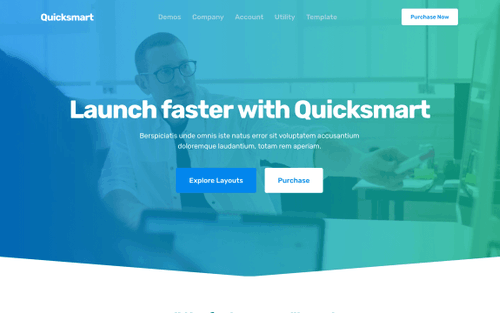 Quicksmart
Demos Company Account Utility Template
Purchase Now
Launch faster with Quicksmart
Berspiciatis unde omnis iste natus error sit voluptatem accusantium
doloremque laudantium, totam rem aperiam.
Explore Layouts
Purchase